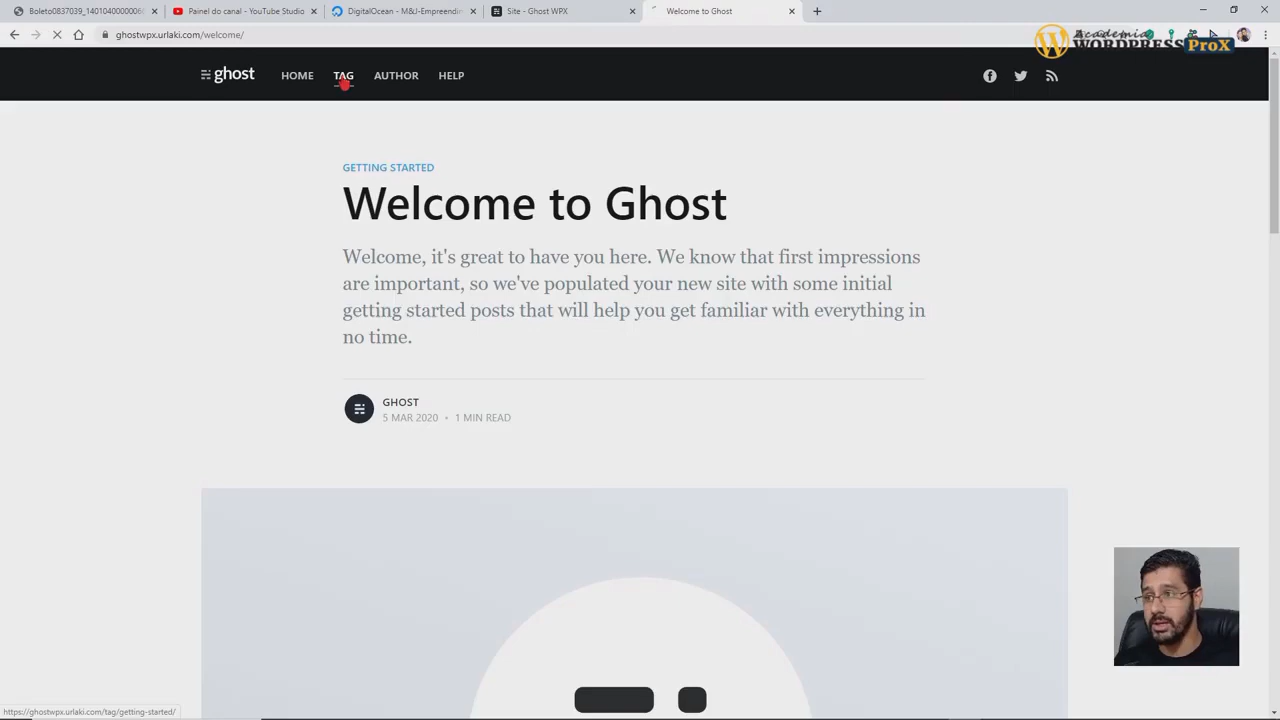 Boleto0837039_14010400000060
Painel do canal - YouTube Studio
DigitalOcean - M&I-Empreendin
Site - Ghost WPX
Welcome to Ghost
ghostwpx.urlaki.com/welcome/
Academia
WORDPRESS ProX
ghost
HOME
TAG
AUTHOR
HELP
GETTING STARTED
Welcome to Ghost
Welcome, it's great to have you here. We know that first impressions
are important, so we've populated your new site with some initial
getting started posts that will help you get familiar with everything in
no time.
GHOST
5 MAR 2020 • 1 MIN READ
https://ghostwpx.urlaki.com/tag/getting-started/